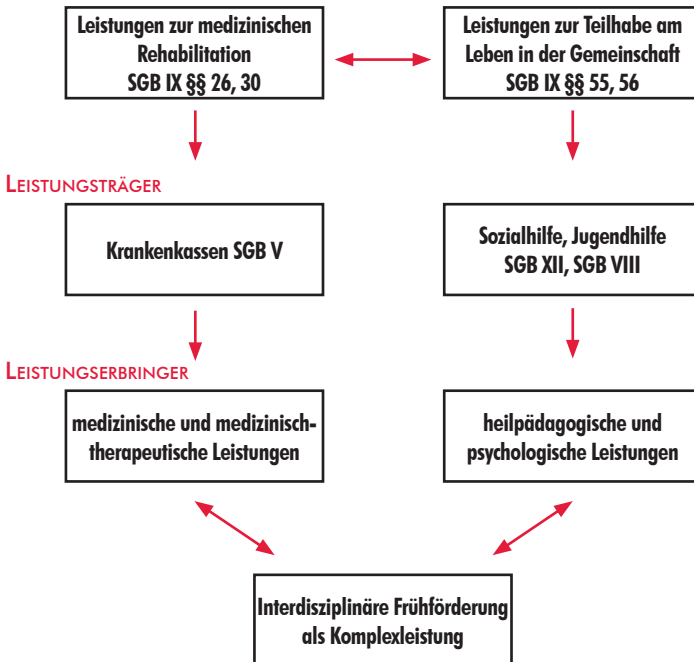 Leistungen zur medizinischen
Rehabilitation
SGB IX §§ 26, 30
Leistungen zur Teilhabe am
Leben in der Gemeinschaft
SGB IX §§ 55, 56
LEISTUNGSTRÄGER
Krankenkassen SGB V
Sozialhilfe, Jugendhilfe
SGB XII, SGB VIII
LEISTUNGSERBRINGER
medizinische und medizinisch-
therapeutische Leistungen
heilpädagogische und
psychologische Leistungen
Interdisziplinäre Frühförderung
als Komplexleistung